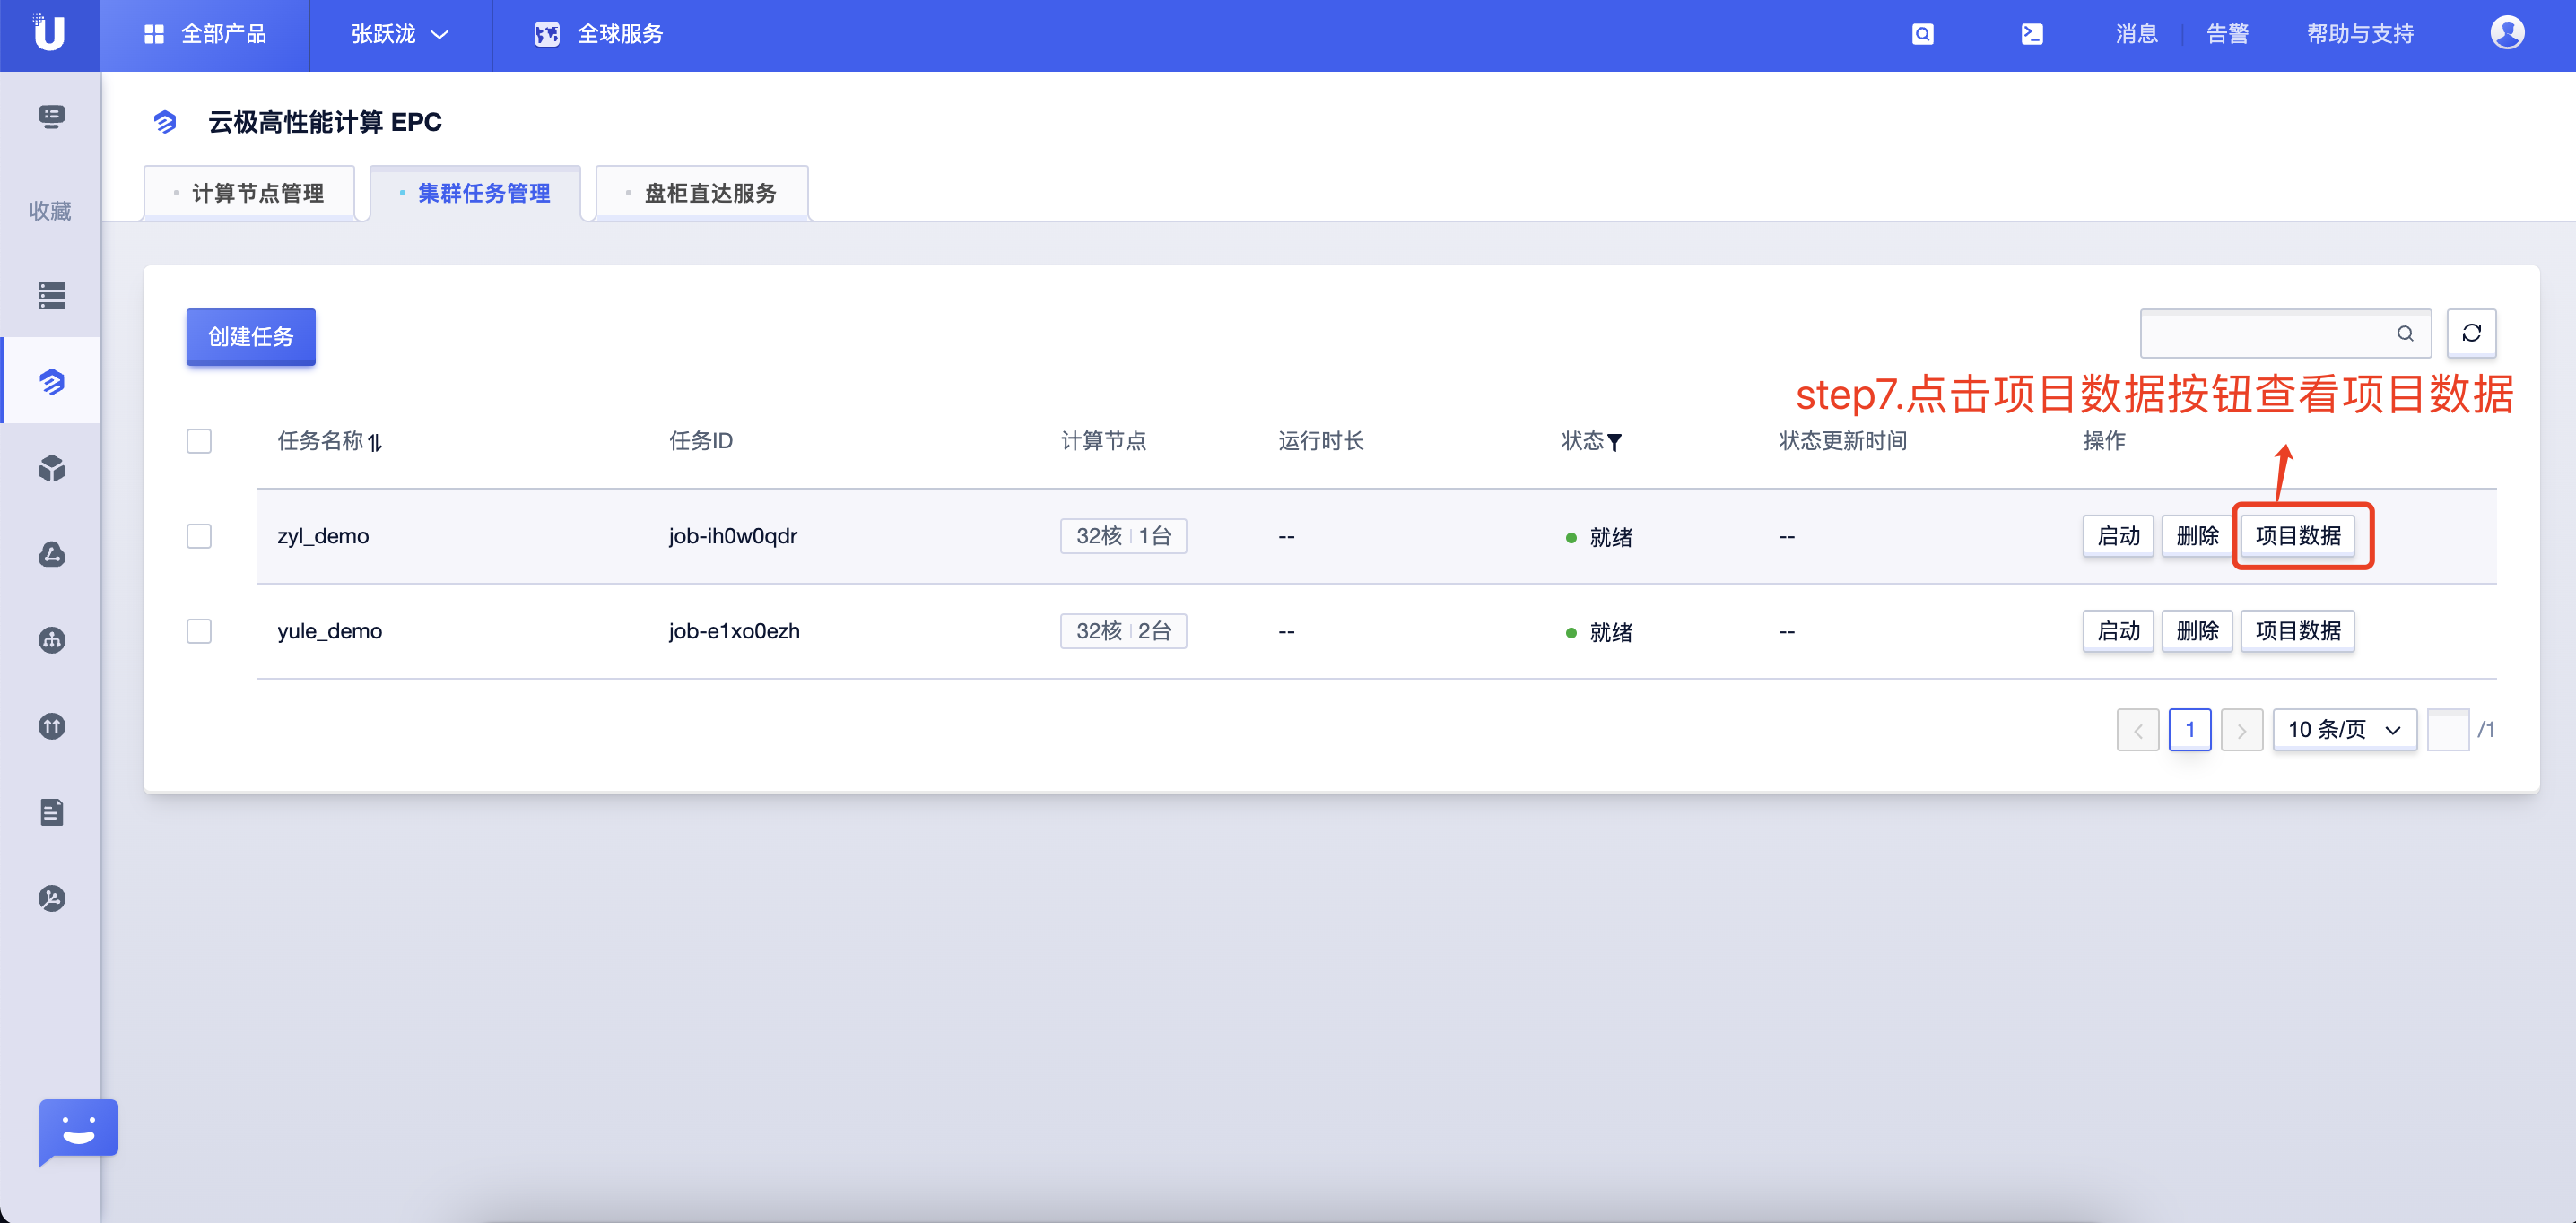 U 全部产品 张跃泷 全球服务 消息 告警 帮助与支持
云极高性能计算 EPC
计算节点管理 集群任务管理 盘柜直达服务
收藏
创建任务
step7.点击项目数据按钮查看项目数据
任务名称 任务ID 计算节点 运行时长 状态 状态更新时间 操作
zyl_demo job-ih0w0qdr 32核 1台 -- 就绪 -- 启动 删除 项目数据
yule_demo job-e1xo0ezh 32核 2台 -- 就绪 -- 启动 删除 项目数据
1 10 条/页 /1